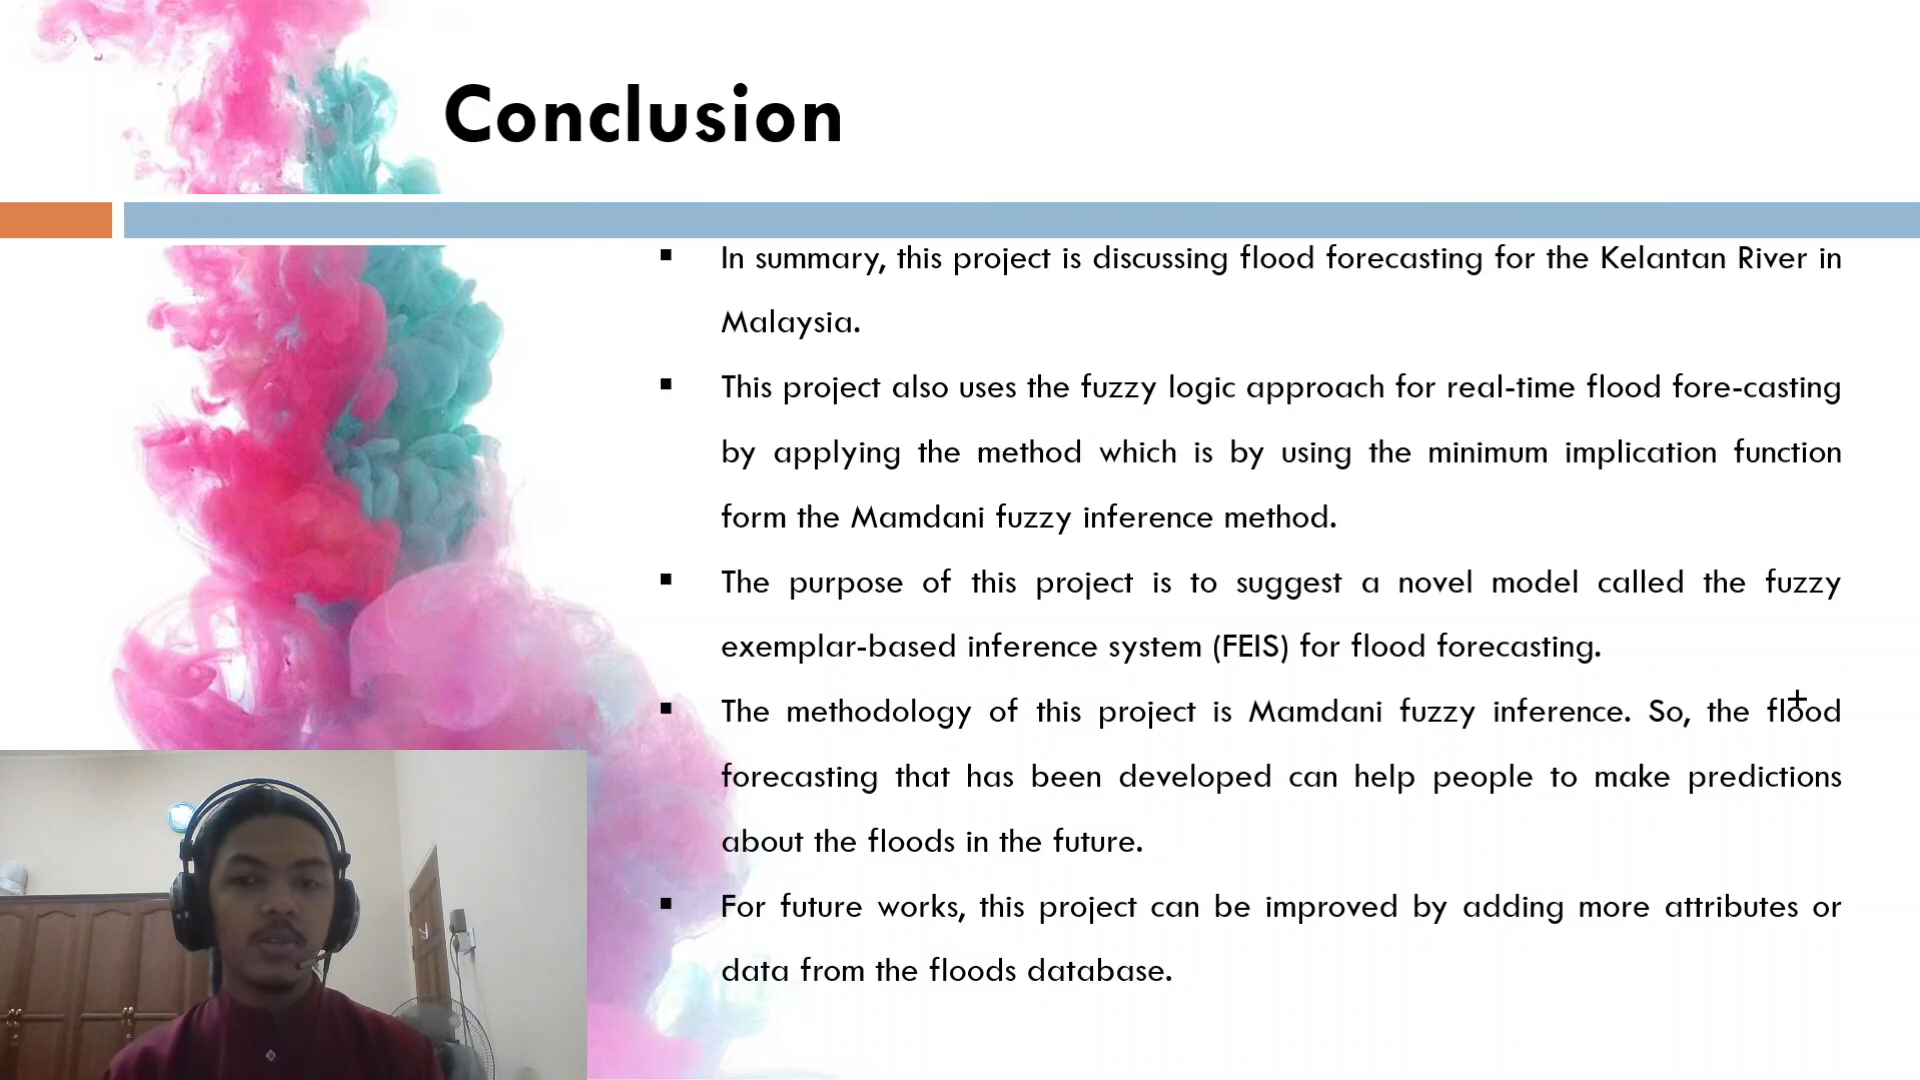 Conclusion
In summary, this project is discussing flood forecasting for the Kelantan River in
Malaysia.
This project also uses the fuzzy logic approach for real-time flood fore-casting
by applying the method which is by using the minimum implication function
form the Mamdani fuzzy inference method.
The purpose of this project is to suggest a novel model called the fuzzy
exemplar-based inference system (FEIS) for flood forecasting.
The methodology of this project is Mamdani fuzzy inference. So, the flood
forecasting that has been developed can help people to make predictions
about the floods in the future.
For future works, this project can be improved by adding more attributes or
data from the floods database.